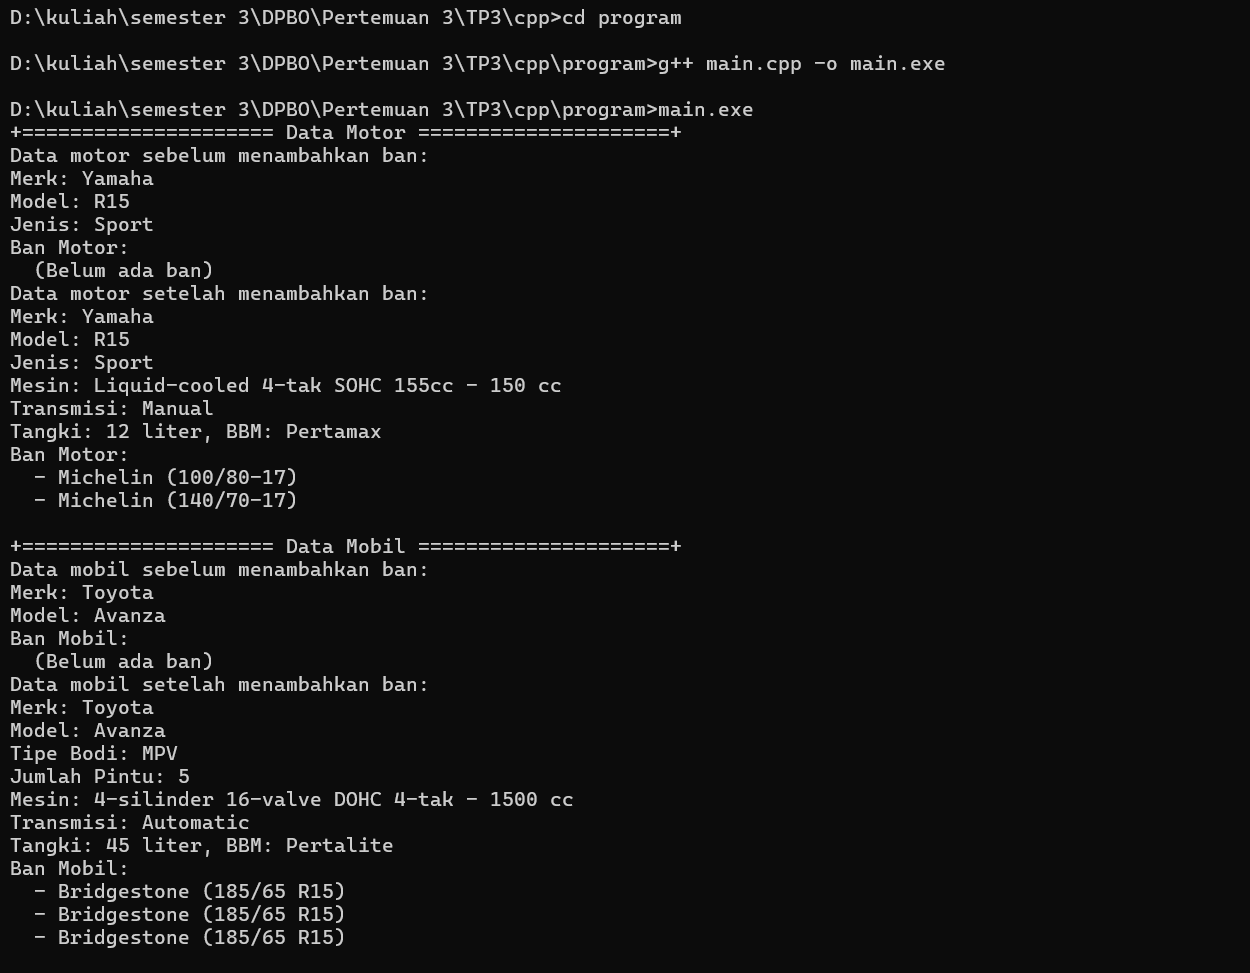 D:\kuliah\semester 3\DPBO\Pertemuan 3\TP3\cpp>cd program
D:\kuliah\semester 3\DPBO\Pertemuan 3\TP3\cpp\program>g++ main.cpp -o main.exe
D:\kuliah\semester 3\DPBO\Pertemuan 3\TP3\cpp\program>main.exe
+===================== Data Motor =====================+
Data motor sebelum menambahkan ban:
Merk: Yamaha
Model: R15
Jenis: Sport
Ban Motor:
  (Belum ada ban)
Data motor setelah menambahkan ban:
Merk: Yamaha
Model: R15
Jenis: Sport
Mesin: Liquid-cooled 4-tak SOHC 155cc - 150 cc
Transmisi: Manual
Tangki: 12 liter, BBM: Pertamax
Ban Motor:
  - Michelin (100/80-17)
  - Michelin (140/70-17)
+===================== Data Mobil =====================+
Data mobil sebelum menambahkan ban:
Merk: Toyota
Model: Avanza
Ban Mobil:
  (Belum ada ban)
Data mobil setelah menambahkan ban:
Merk: Toyota
Model: Avanza
Tipe Bodi: MPV
Jumlah Pintu: 5
Mesin: 4-silinder 16-valve DOHC 4-tak - 1500 cc
Transmisi: Automatic
Tangki: 45 liter, BBM: Pertalite
Ban Mobil:
  - Bridgestone (185/65 R15)
  - Bridgestone (185/65 R15)
  - Bridgestone (185/65 R15)